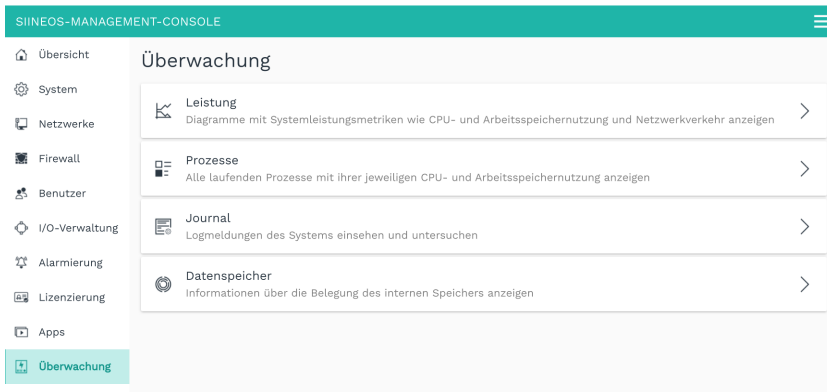 SIINEOS-MANAGEMENT-CONSOLE
Übersicht
System
Netzwerke
Firewall
Benutzer
I/O-Verwaltung
Alarmierung
Lizenzierung
Apps
Überwachung
Überwachung
Leistung
Diagramme mit Systemleistungsmetriken wie CPU- und Arbeitsspeichernutzung und Netzwerkverkehr anzeigen
Prozesse
Alle laufenden Prozesse mit ihrer jeweiligen CPU- und Arbeitsspeichernutzung anzeigen
Journal
Logmeldungen des Systems einsehen und untersuchen
Datenspeicher
Informationen über die Belegung des internen Speichers anzeigen